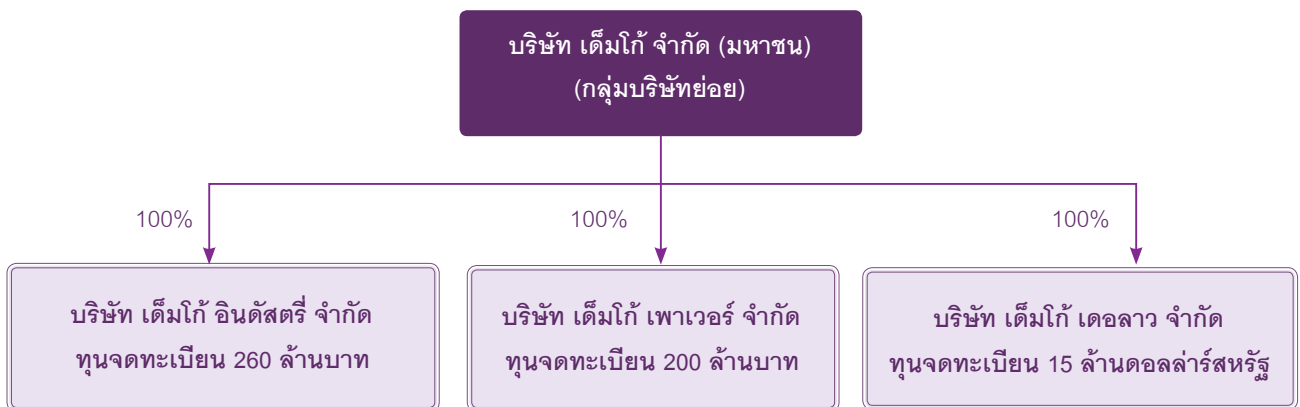 บริษัท เด็มโก้ จำกัด (มหาชน)
(กลุ่มบริษัทย่อย)
100%
100%
100%
บริษัท เด็มโก้ อินดัสตรี่ จำกัด
ทุนจดทะเบียน 260 ล้านบาท
บริษัท เด็มโก้ เพาเวอร์ จำกัด
ทุนจดทะเบียน 200 ล้านบาท
บริษัท เด็มโก้ เดอลาว จำกัด
ทุนจดทะเบียน 15 ล้านดอลล่าร์สหรัฐ